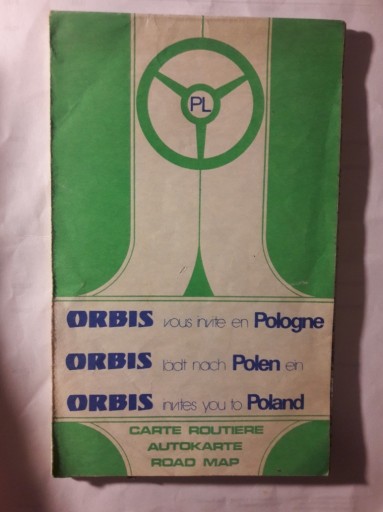 PL
ORBIS vous invite en Pologne
ORBIS lädt nach Polen ein
ORBIS invites you to Poland
CARTE ROUTIERE
AUTOKARTE
ROAD MAP